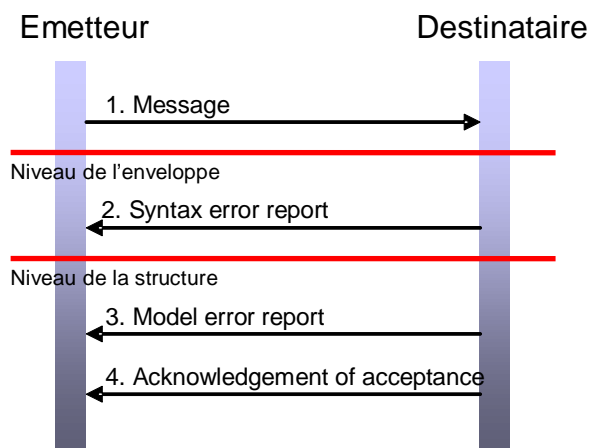 Emetteur
Destinataire
1. Message
Niveau de l'enveloppe
2. Syntax error report
Niveau de la structure
3. Model error report
4. Acknowledgement of acceptance